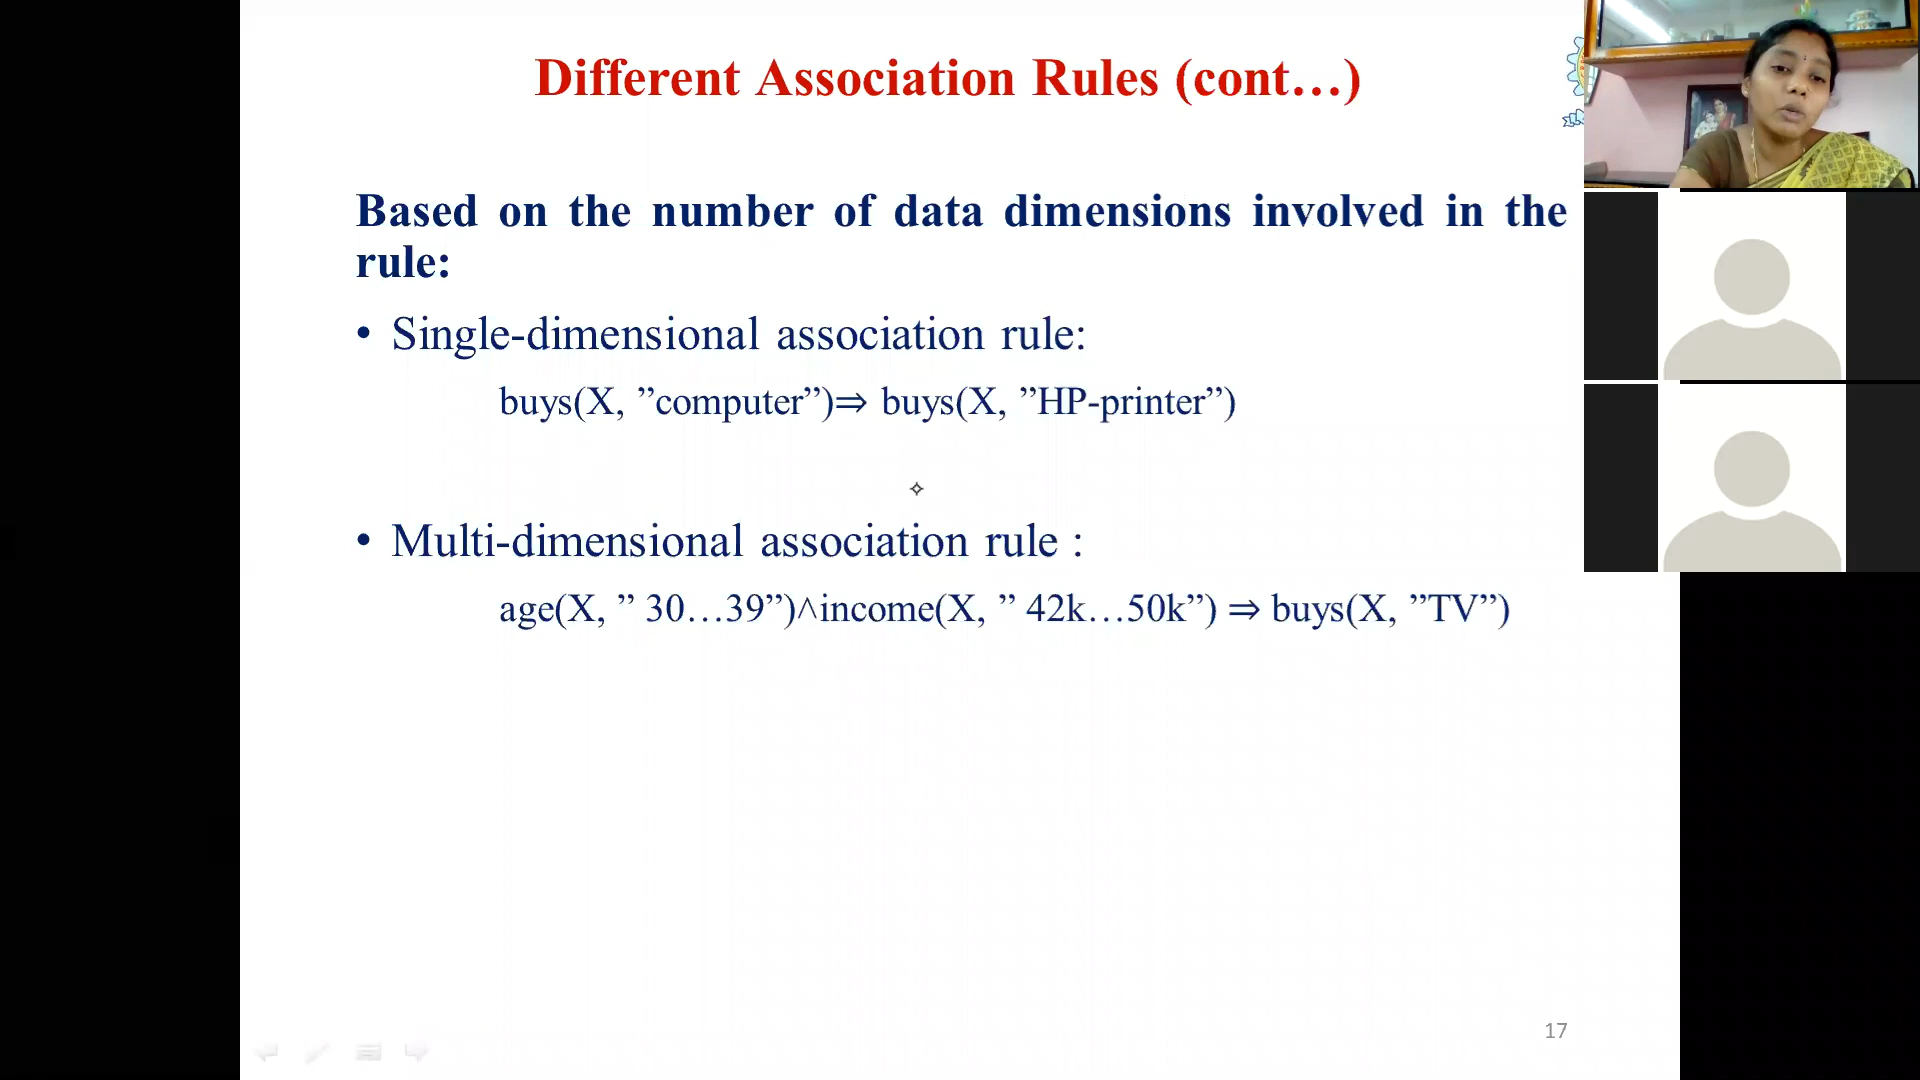 Different Association Rules (cont…)
Based on the number of data dimensions involved in the
rule:
• Single-dimensional association rule:
buys(X, ”computer”)⇒ buys(X, ”HP-printer”)
• Multi-dimensional association rule :
age(X, ” 30…39”)^income(X, ” 42k…50k”) ⇒ buys(X, ”TV”)
17